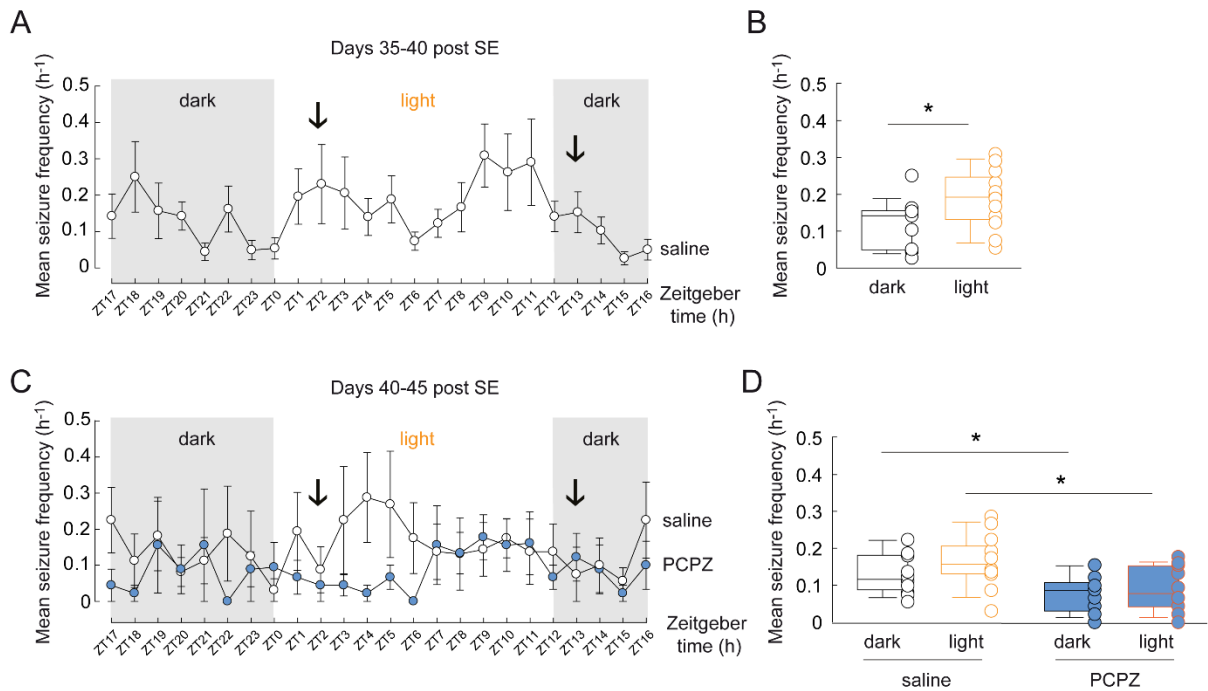 A
Days 35-40 post SE
Mean seizure frequency (h-1)
0.5
0.4
0.3
0.2
0.1
0
dark
light
dark
saline
ZT17 ZT18 ZT19 ZT20 ZT21 ZT22 ZT23 ZT0 ZT1 ZT2 ZT3 ZT4 ZT5 ZT6 ZT7 ZT8 ZT9 ZT10 ZT11 ZT12 ZT13 ZT14 ZT15 ZT16
Zeitgeber
time (h)
B
Mean seizure frequency (h-1)
0.5
0.4
0.3
0.2
0.1
0
*
dark light
C
Days 40-45 post SE
Mean seizure frequency (h-1)
0.5
0.4
0.3
0.2
0.1
0
dark
light
dark
saline
PCPZ
ZT17 ZT18 ZT19 ZT20 ZT21 ZT22 ZT23 ZT0 ZT1 ZT2 ZT3 ZT4 ZT5 ZT6 ZT7 ZT8 ZT9 ZT10 ZT11 ZT12 ZT13 ZT14 ZT15 ZT16
Zeitgeber
time (h)
D
Mean seizure frequency (h-1)
0.5
0.4
0.3
0.2
0.1
0
*
*
dark light dark light
saline PCPZ